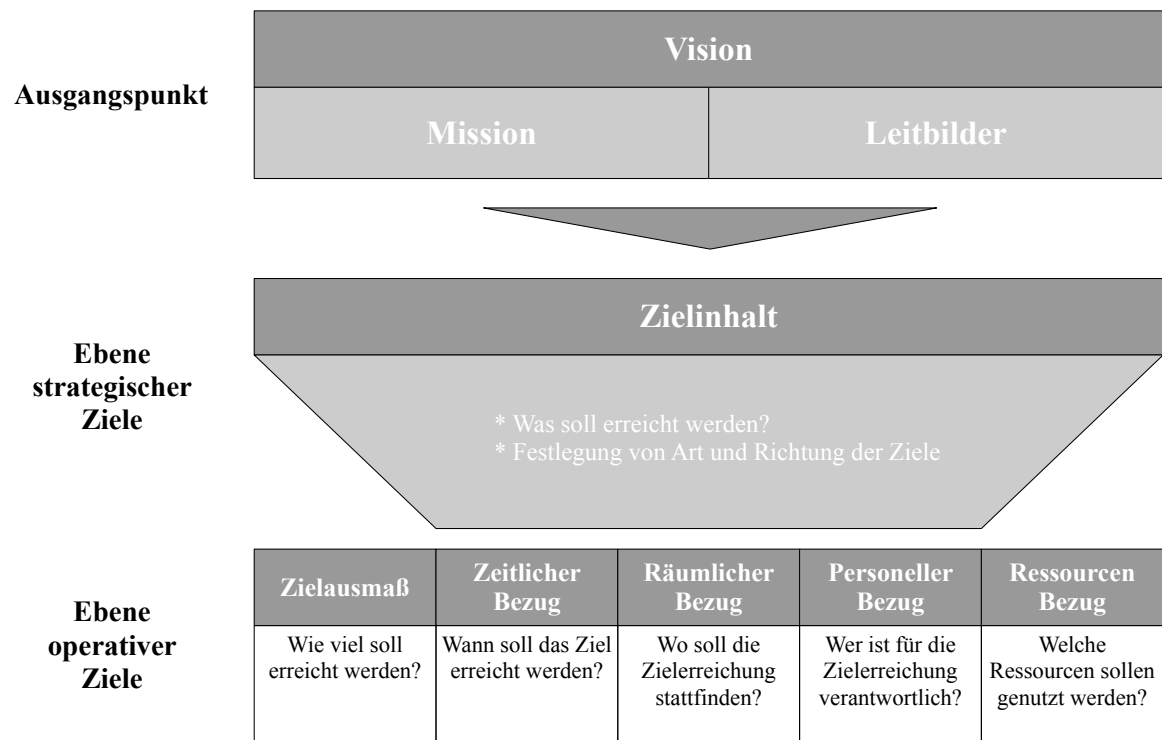 Ausgangspunkt
Vision
Mission
Leitbilder
Ebene
strategischer
Ziele
Zielinhalt
* Was soll erreicht werden?
* Festlegung von Art und Richtung der Ziele
Ebene
operativer
Ziele
Zielausmaß
Wie viel soll
erreicht werden?
Zeitlicher
Bezug
Wann soll das Ziel
erreicht werden?
Räumlicher
Bezug
Wo soll die
Zielerreichung
stattfinden?
Personeller
Bezug
Wer ist für die
Zielerreichung
verantwortlich?
Ressourcen
Bezug
Welche
Ressourcen sollen
genutzt werden?